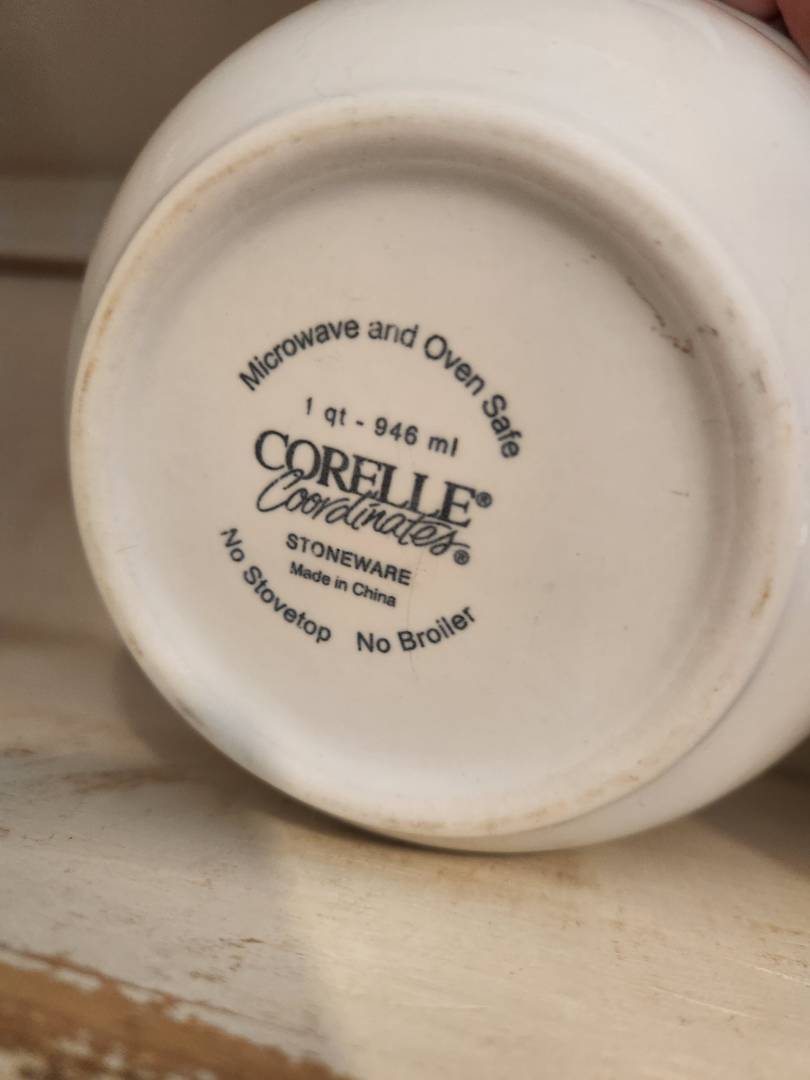 Microwave and Oven Safe
1 qt - 946 ml
CORELLE®
Coordinates®
STONEWARE
Made in China
No Stovetop No Broiler